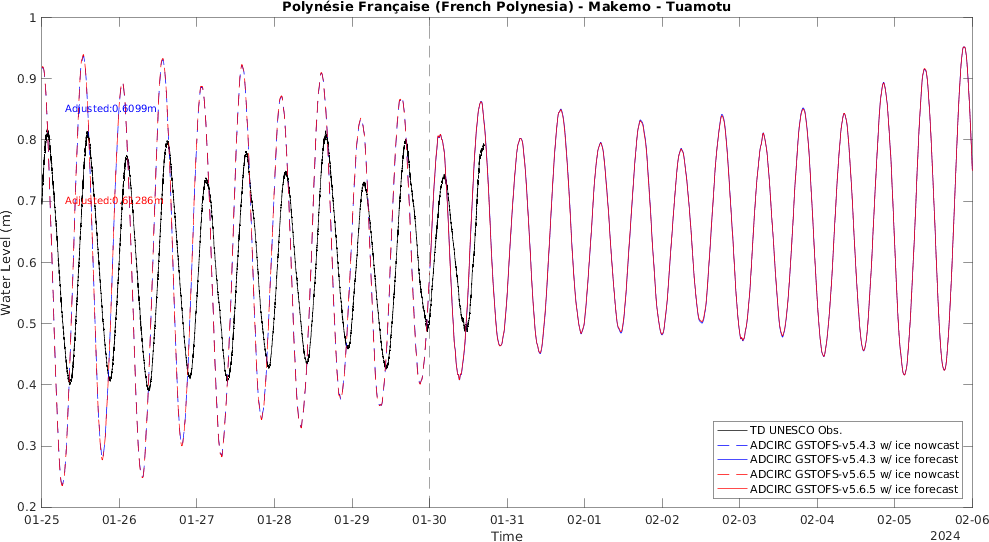 Polynésie Française (French Polynesia) - Makemo - Tuamotu
1
0.9
0.8
0.7
0.6
0.5
0.4
0.3
0.2
Water Level (m)
Adjusted:0.6099m
Adjusted:0.61286m
TD UNESCO Obs.
ADCIRC GSTOFS-v5.4.3 w/ ice nowcast
ADCIRC GSTOFS-v5.4.3 w/ ice forecast
ADCIRC GSTOFS-v5.6.5 w/ ice nowcast
ADCIRC GSTOFS-v5.6.5 w/ ice forecast
01-25 01-26 01-27 01-28 01-29 01-30 01-31 02-01 02-02 02-03 02-04 02-05 02-06
Time
2024